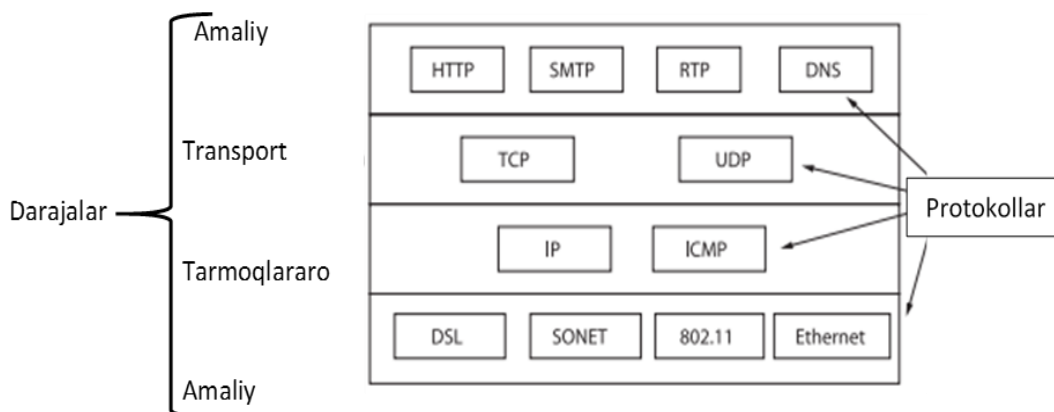 Amaliy
HTTP SMTP RTP DNS
Transport
TCP UDP
Darajalar
Protokollar
Tarmoqlararo
IP ICMP
DSL SONET 802.11 Ethernet
Amaliy